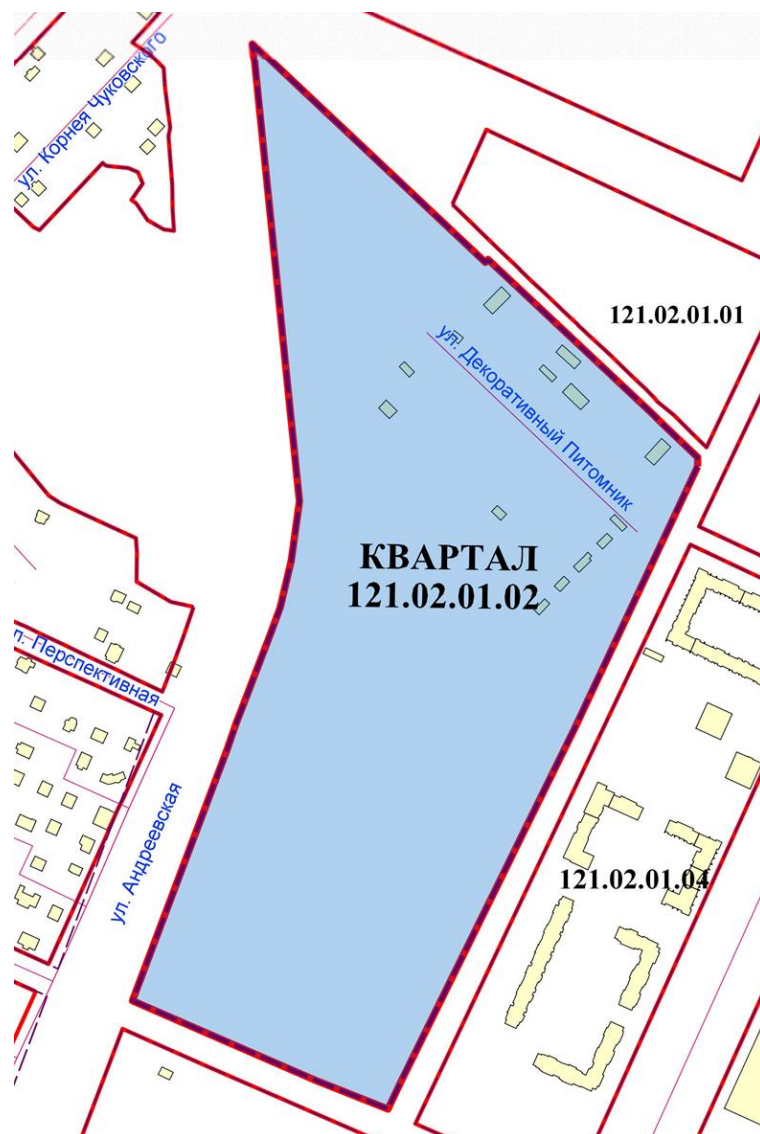 ул. Корнея Чуковского
121.02.01.01
ул. Декоративный Питомник
КВАРТАЛ
121.02.01.02
л. Перспективная
ул. Андреевская
121.02.01.04